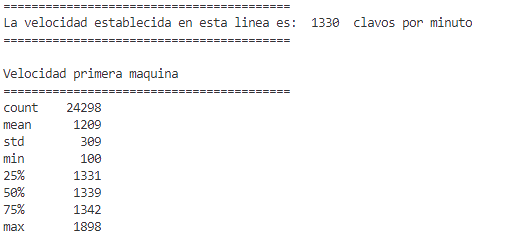 =========================================
La velocidad establecida en esta linea es:  1330  clavos por minuto
=========================================
Velocidad primera maquina
=========================================
count    24298
mean      1209
std        309
min        100
25%       1331
50%       1339
75%       1342
max       1898